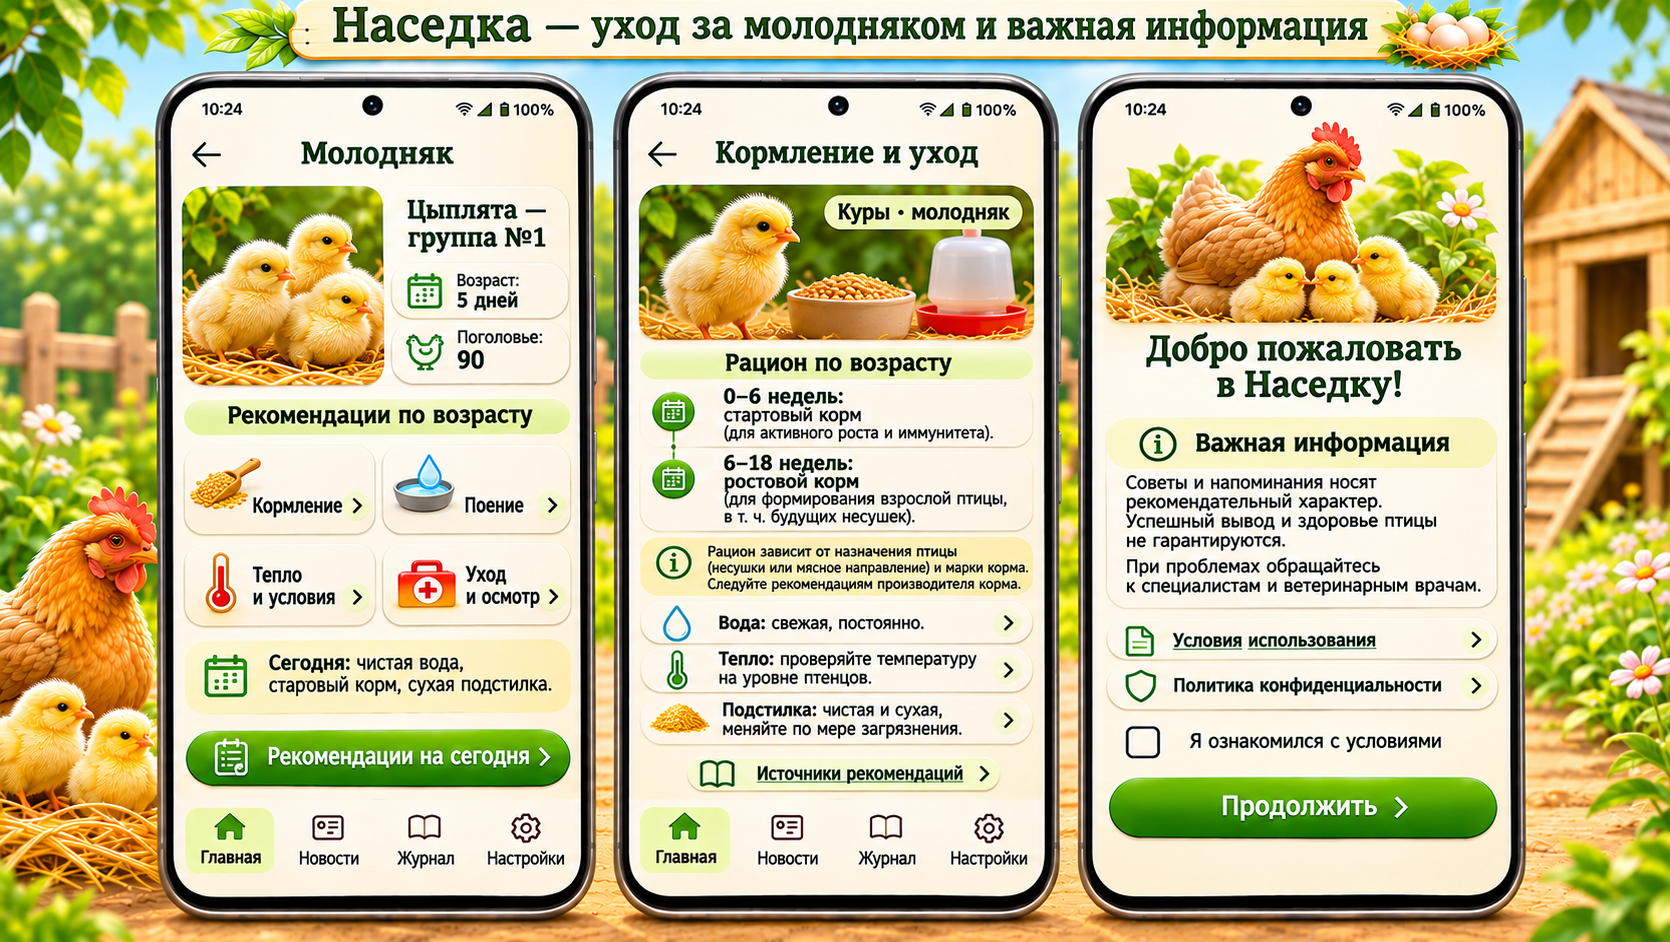 Наседка — уход за молодняком и важная информация
10:24
100%
Молодняк
Цыплята —
группа №1
Возраст:
5 дней
Поголовье:
90
Рекомендации по возрасту
Кормление
Поение
Тепло
и условия
Уход
и осмотр
Сегодня: чистая вода,
старовый корм, сухая подстилка.
Рекомендации на сегодня
Главная
Новости
Журнал
Настройки
10:24
100%
Кормление и уход
Куры • молодняк
Рацион по возрасту
0–6 недель:
стартовый корм
(для активного роста и иммунитета).
6–18 недель:
ростовой корм
(для формирования взрослой птицы,
в т. ч. будущих несушек).
Рацион зависит от назначения птицы
(несушки или мясное направление) и марки корма.
Следуйте рекомендациям производителя корма.
Вода: свежая, постоянно.
Тепло: проверяйте температуру
на уровне птенцов.
Подстилка: чистая и сухая,
меняйте по мере загрязнения.
Источники рекомендаций
Главная
Новости
Журнал
Настройки
10:24
100%
Добро пожаловать
в Наседку!
Важная информация
Советы и напоминания носят
рекомендательный характер.
Успешный вывод и здоровье птицы
не гарантируются.
При проблемах обращайтесь
к специалистам и ветеринарным врачам.
Условия использования
Политика конфиденциальности
Я ознакомился с условиями
Продолжить